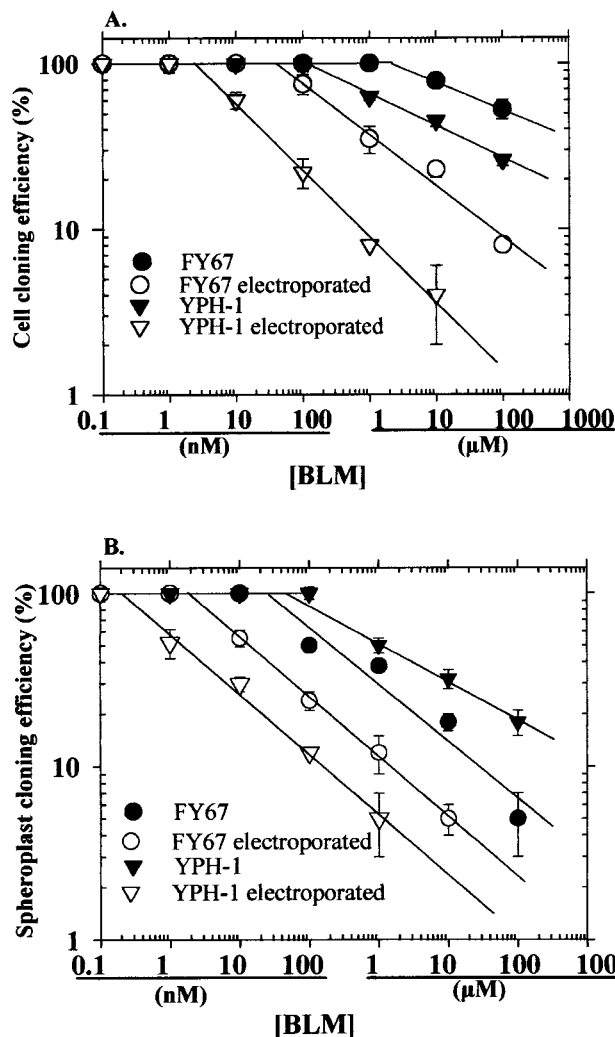 A.
Cell cloning efficiency (%)
100
10
1
FY67
FY67 electroporated
YPH-1
YPH-1 electroporated
0.1 1 10 100 1 10 100 1000
(nM) (µM)
[BLM]
B.
Spheroplast cloning efficiency (%)
100
10
1
FY67
FY67 electroporated
YPH-1
YPH-1 electroporated
0.1 1 10 100 1 10 100 1000
(nM) (µM)
[BLM]